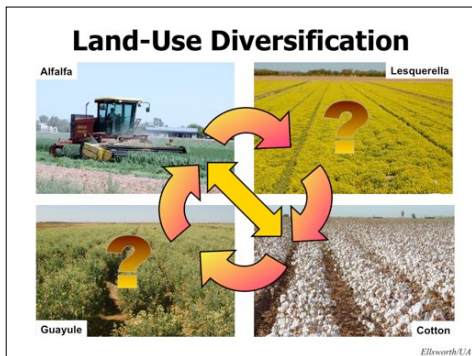 Land-Use Diversification
Alfalfa
Lesquerella
?
?
Guayule
Cotton
Ellsworth/UA